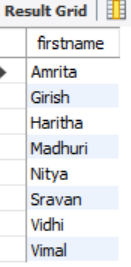 Result Grid
firstname
Amrita
Girish
Haritha
Madhuri
Nitya
Sravan
Vidhi
Vimal